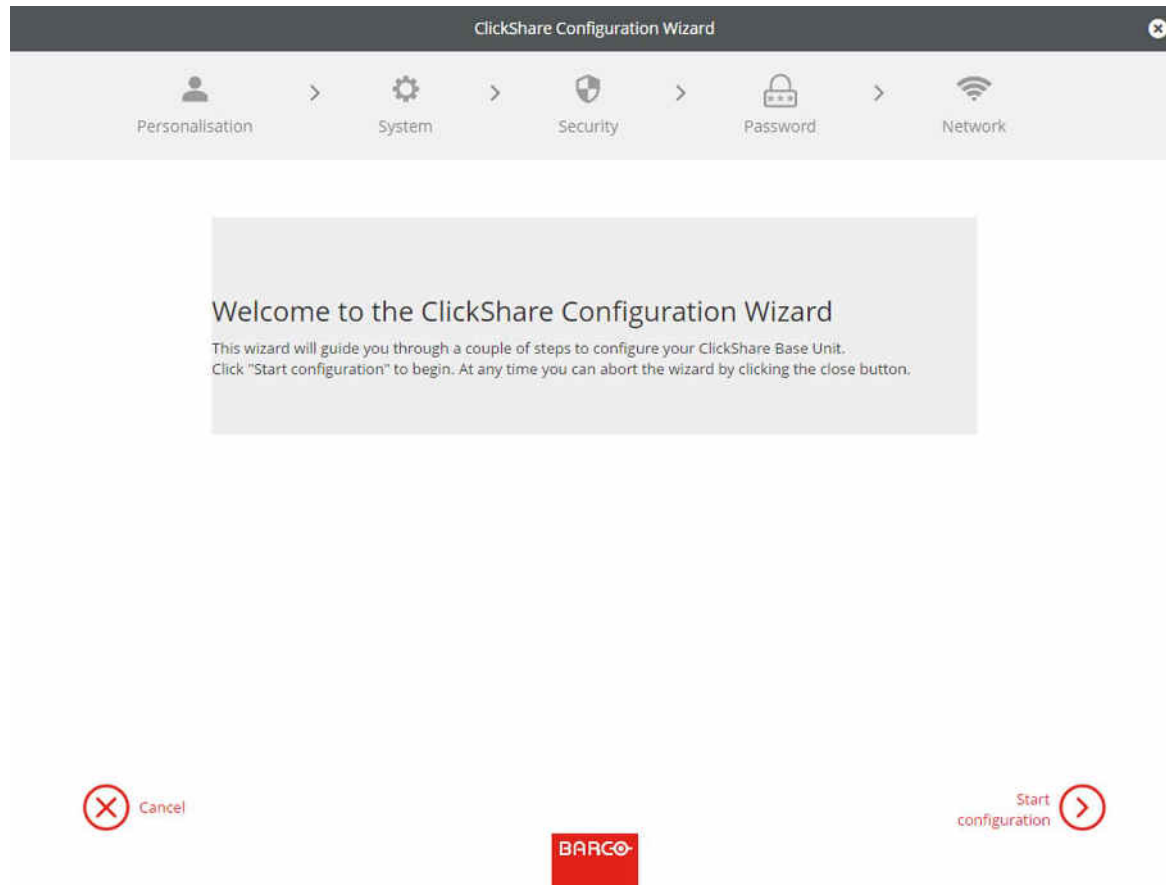 ClickShare Configuration Wizard
Personalisation
System
Security
Password
Network
Welcome to the ClickShare Configuration Wizard
This wizard will guide you through a couple of steps to configure your ClickShare Base Unit.
Click "Start configuration" to begin. At any time you can abort the wizard by clicking the close button.
Cancel
Start
configuration
BARCO